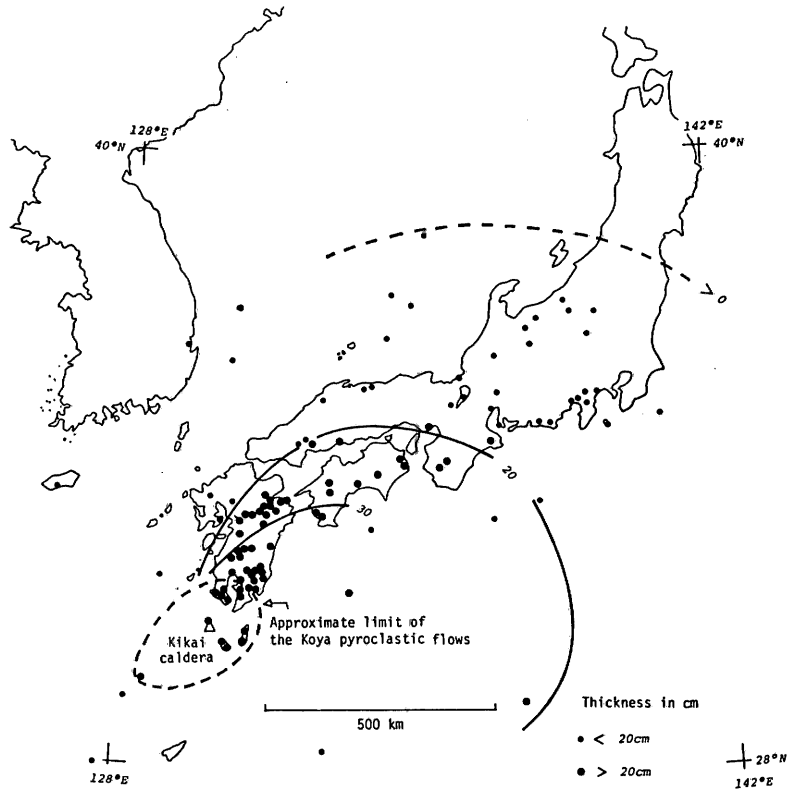 128°E
40°N
142°E
40°N
0
20
30
Approximate limit of
the Koya pyroclastic flows
Kikai
caldera
500 km
Thickness in cm
< 20cm
> 20cm
128°E
28°N
142°E